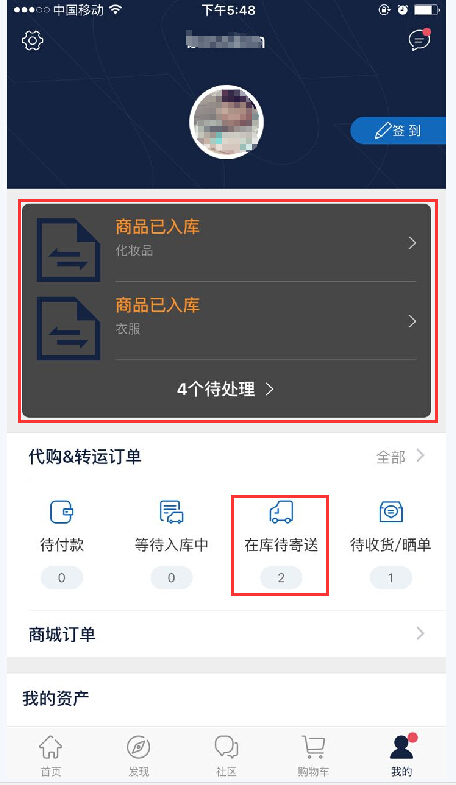 中国移动 下午5:48
签 到
商品已入库
化妆品
商品已入库
衣服
4个待处理
代购&转运订单 全部
待付款 等待入库中 在库待寄送 待收货/晒单
0 0 2 1
商城订单
我的资产
首页 发现 社区 购物车 我的